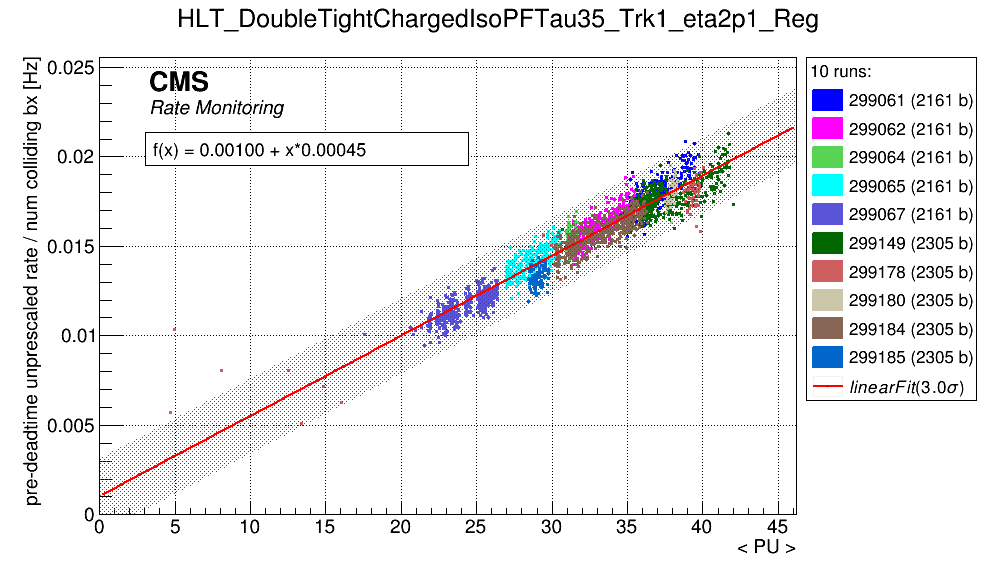 HLT_DoubleTightChargedIsoPFTau35_Trk1_eta2p1_Reg
pre-deadtime unprescaled rate / num colliding bx [Hz]
0.025
0.02
0.015
0.01
0.005
0
CMS
Rate Monitoring
f(x) = 0.00100 + x*0.00045
0 5 10 15 20 25 30 35 40 45
< PU >
10 runs:
299061 (2161 b)
299062 (2161 b)
299064 (2161 b)
299065 (2161 b)
299067 (2161 b)
299149 (2305 b)
299178 (2305 b)
299180 (2305 b)
299184 (2305 b)
299185 (2305 b)
linearFit(3.0σ)